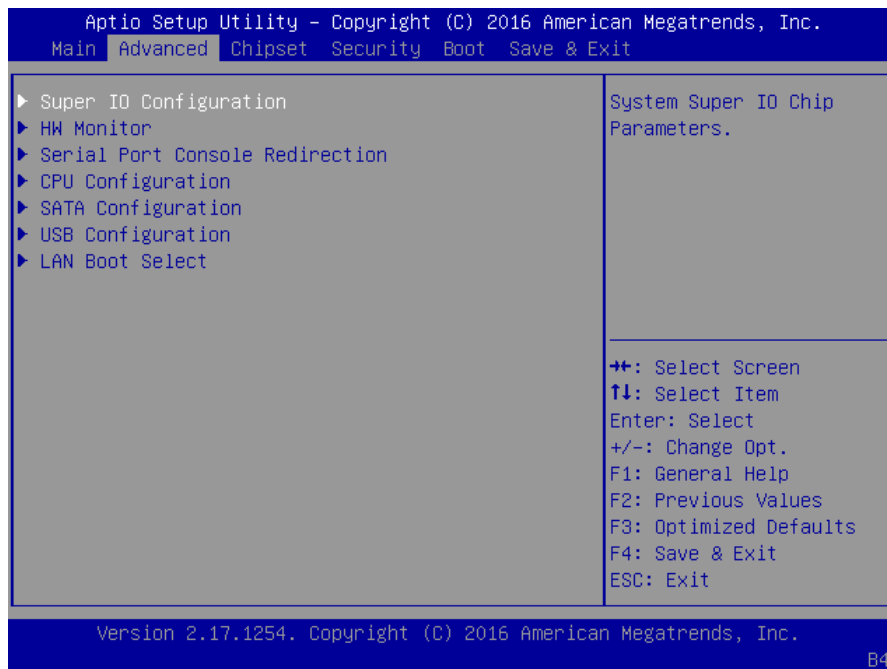 Aptio Setup Utility – Copyright (C) 2016 American Megatrends, Inc.
Main Advanced Chipset Security Boot Save & Exit
▶ Super IO Configuration
▶ HW Monitor
▶ Serial Port Console Redirection
▶ CPU Configuration
▶ SATA Configuration
▶ USB Configuration
▶ LAN Boot Select
System Super IO Chip
Parameters.
→←: Select Screen
↑↓: Select Item
Enter: Select
+/-: Change Opt.
F1: General Help
F2: Previous Values
F3: Optimized Defaults
F4: Save & Exit
ESC: Exit
Version 2.17.1254. Copyright (C) 2016 American Megatrends, Inc.
B4